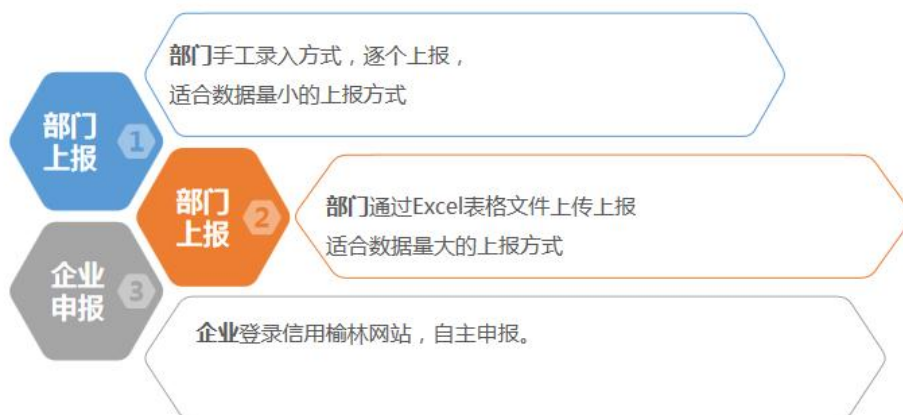 部门手工录入方式，逐个上报，
适合数据量小的上报方式
部门
上报
1
部门
上报
2
部门通过Excel表格文件上传上报
适合数据量大的上报方式
企业
申报
3
企业登录信用榆林网站，自主申报。